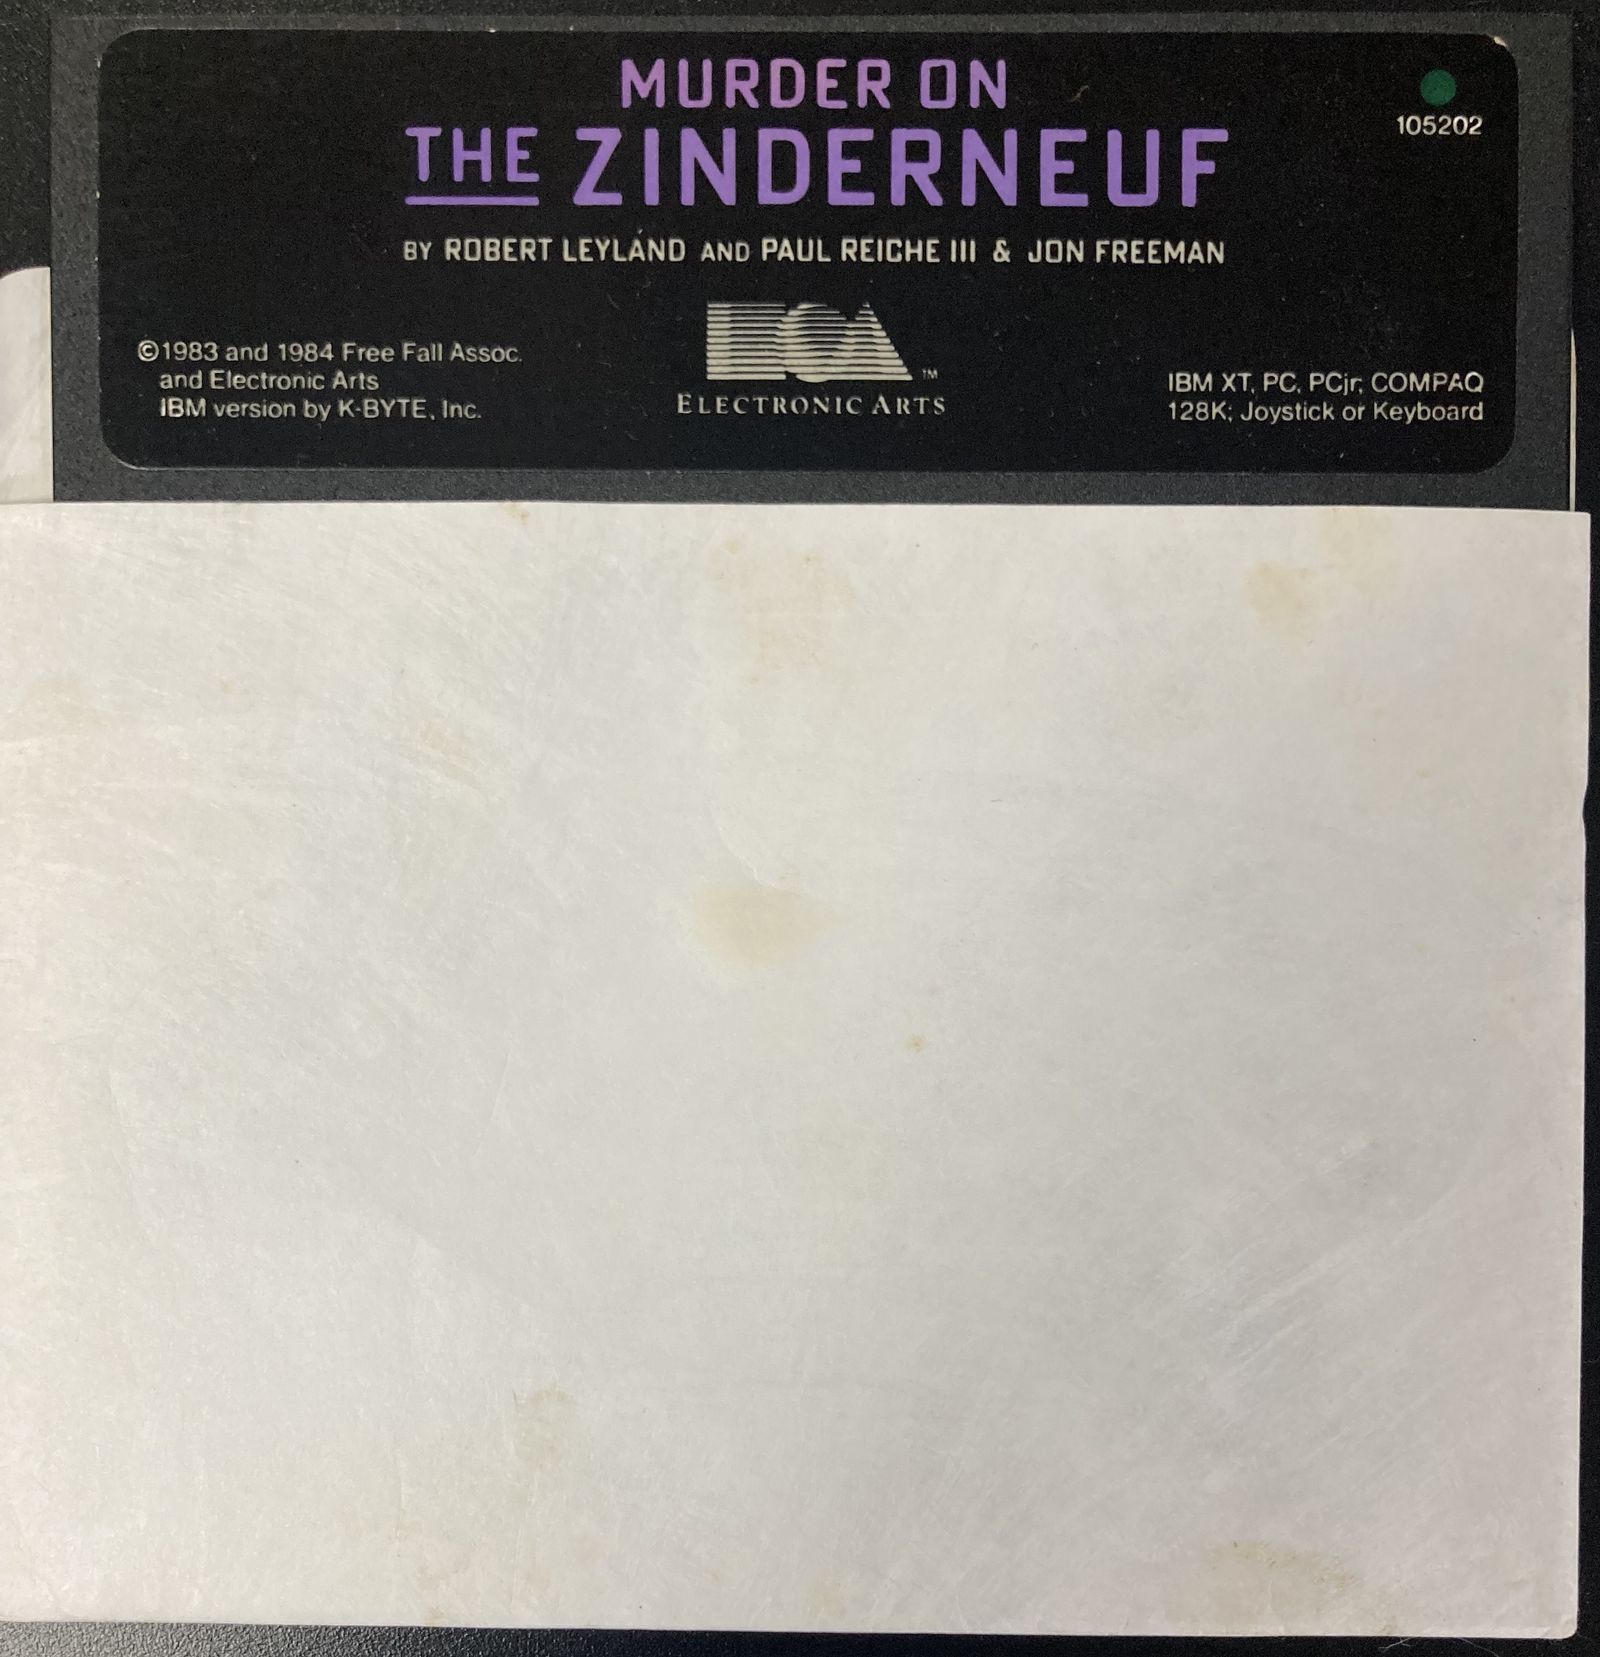 MURDER ON
THE ZINDERNEUF
105202
BY ROBERT LEYLAND AND PAUL REICHE III & JON FREEMAN
©1983 and 1984 Free Fall Assoc.
and Electronic Arts
IBM version by K-BYTE, Inc.
ECA ™
ELECTRONIC ARTS
IBM XT, PC, PCjr, COMPAQ
128K; Joystick or Keyboard